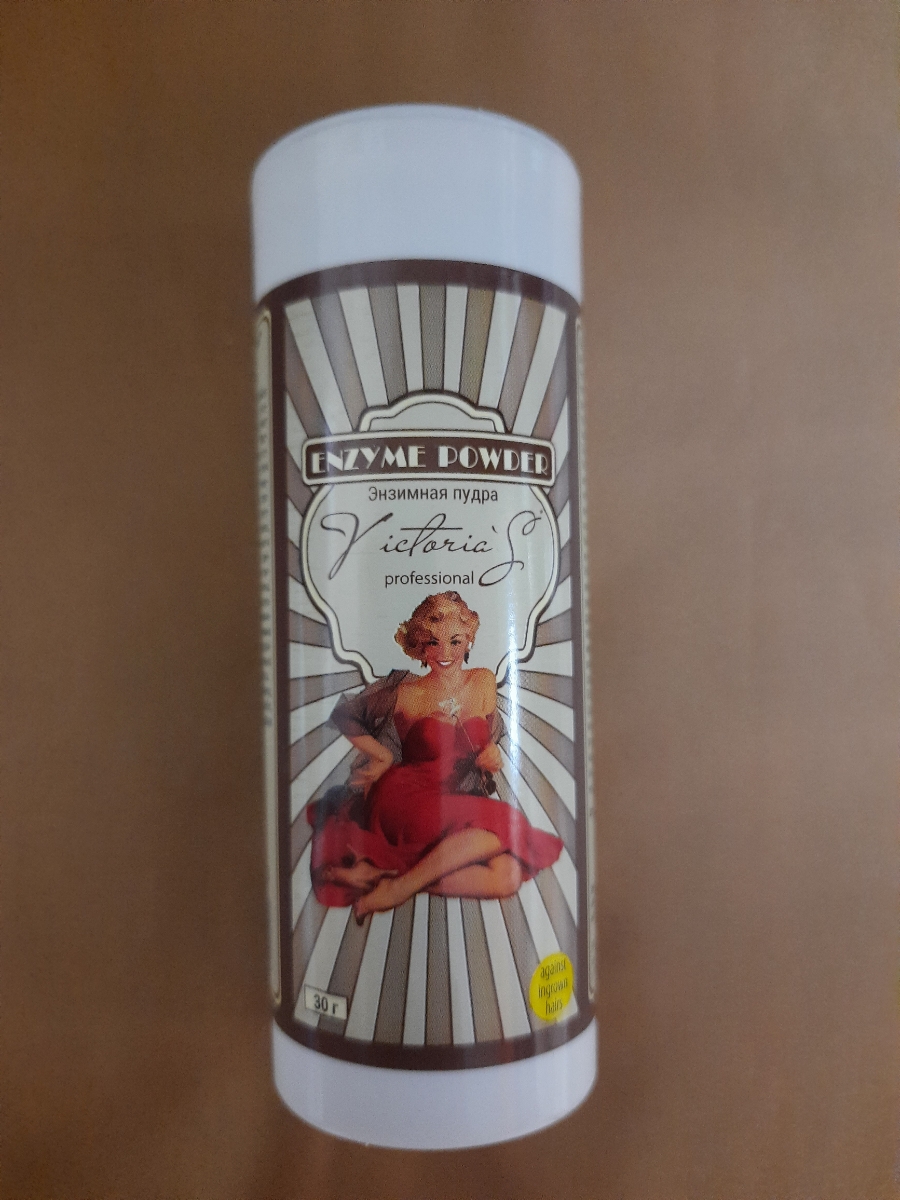 ENZYME POWDER
Энзимная пудра
Victoria`S
professional
30 г
against
ingrown
hairs